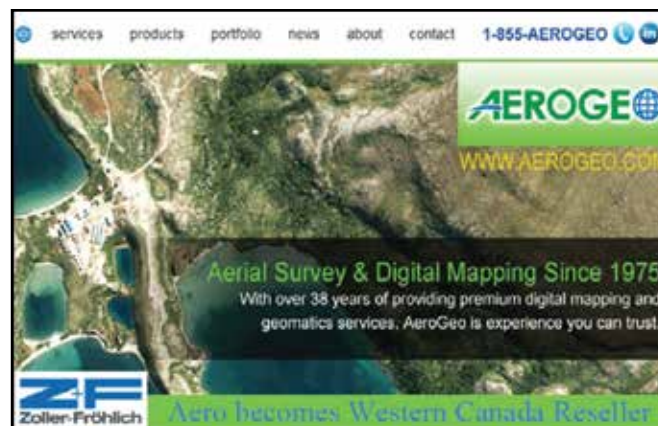 services products portfolio news about contact 1-855-AEROGEO in
AEROGEO
WWW.AEROGEO.COM
Aerial Survey & Digital Mapping Since 1975
With over 38 years of providing premium digital mapping and
geomatics services. AeroGeo is experience you can trust.
Z+F
Zoller+Fröhlich
Aero becomes Western Canada Reseller